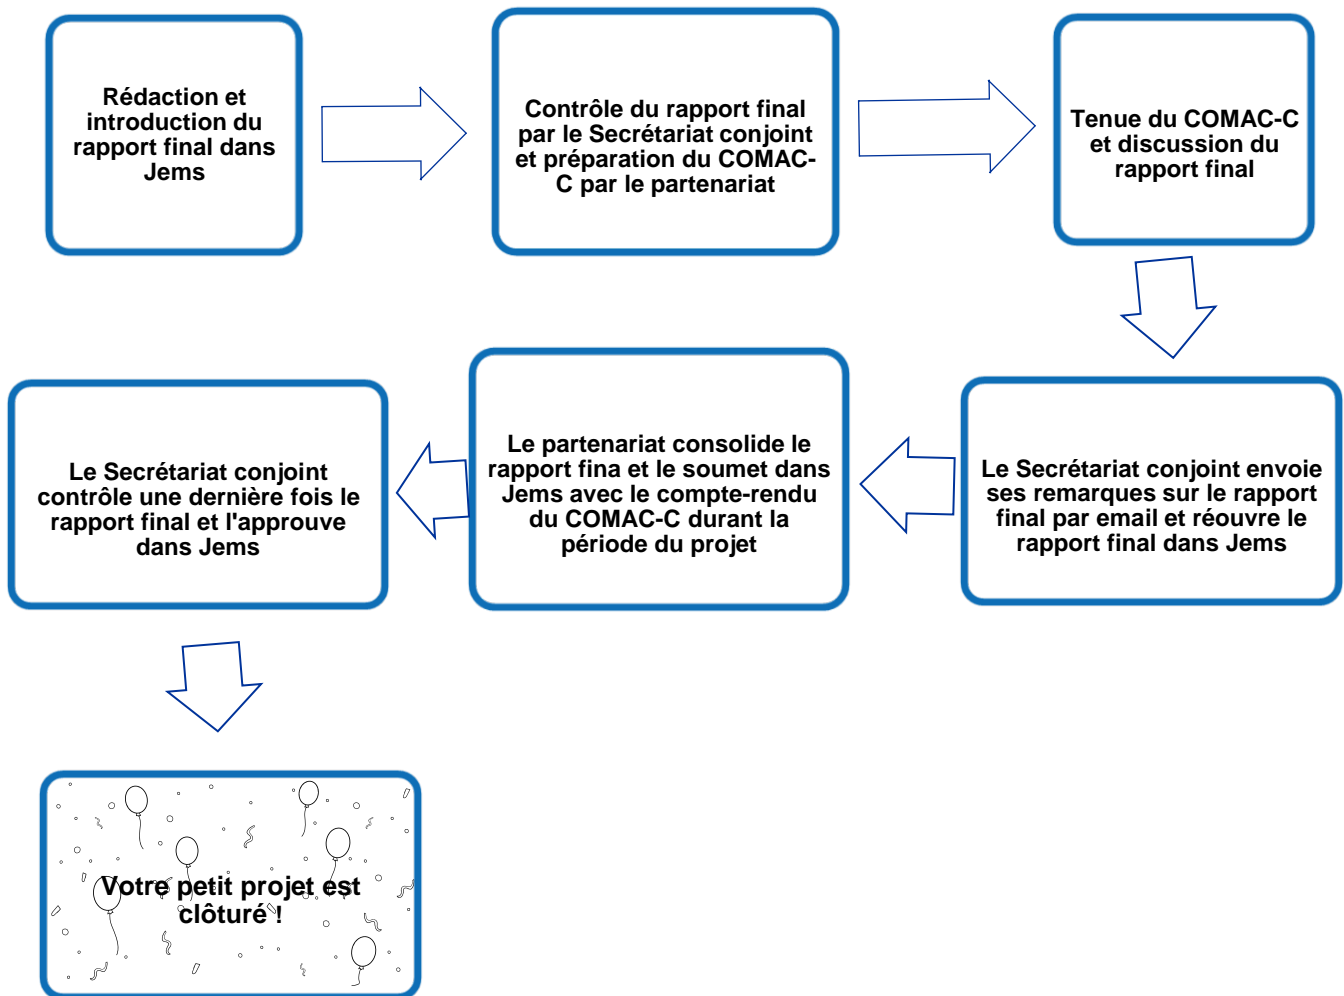 Rédaction et
introduction du
rapport final dans
Jems
Contrôle du rapport final
par le Secrétariat conjoint
et préparation du COMAC-
C par le partenariat
Tenue du COMAC-C
et discussion du
rapport final
Le Secrétariat conjoint envoie
ses remarques sur le rapport
final par email et réouvre le
rapport final dans Jems
Le partenariat consolide le
rapport fina et le soumet dans
Jems avec le compte-rendu
du COMAC-C durant la
période du projet
Le Secrétariat conjoint
contrôle une dernière fois le
rapport final et l'approuve
dans Jems
Votre petit projet est
clôturé !